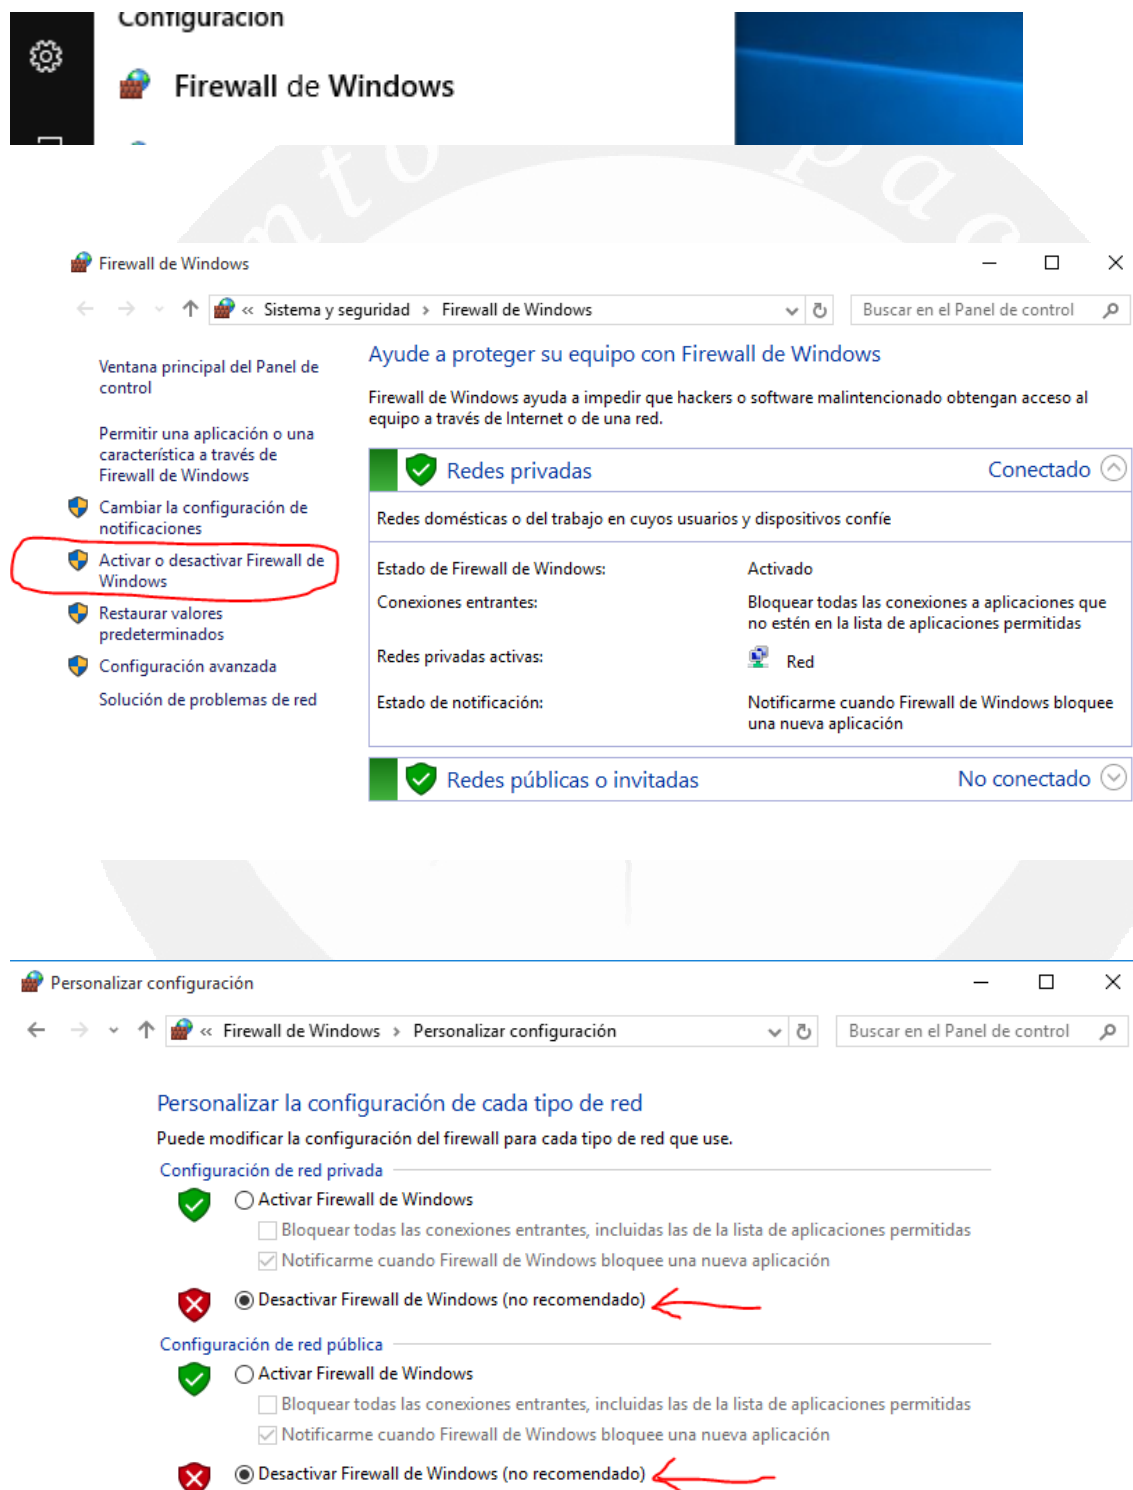 Configuración
Firewall de Windows
Firewall de Windows
« Sistema y seguridad › Firewall de Windows
Buscar en el Panel de control
Ventana principal del Panel de
control
Permitir una aplicación o una
característica a través de
Firewall de Windows
Cambiar la configuración de
notificaciones
Activar o desactivar Firewall de
Windows
Restaurar valores
predeterminados
Configuración avanzada
Solución de problemas de red
Ayude a proteger su equipo con Firewall de Windows
Firewall de Windows ayuda a impedir que hackers o software malintencionado obtengan acceso al
equipo a través de Internet o de una red.
Redes privadas Conectado
Redes domésticas o del trabajo en cuyos usuarios y dispositivos confíe
Estado de Firewall de Windows: Activado
Conexiones entrantes: Bloquear todas las conexiones a aplicaciones que
no estén en la lista de aplicaciones permitidas
Redes privadas activas: Red
Estado de notificación: Notificarme cuando Firewall de Windows bloquee
una nueva aplicación
Redes públicas o invitadas No conectado
Personalizar configuración
« Firewall de Windows › Personalizar configuración
Buscar en el Panel de control
Personalizar la configuración de cada tipo de red
Puede modificar la configuración del firewall para cada tipo de red que use.
Configuración de red privada
Activar Firewall de Windows
Bloquear todas las conexiones entrantes, incluidas las de la lista de aplicaciones permitidas
Notificarme cuando Firewall de Windows bloquee una nueva aplicación
Desactivar Firewall de Windows (no recomendado)
Configuración de red pública
Activar Firewall de Windows
Bloquear todas las conexiones entrantes, incluidas las de la lista de aplicaciones permitidas
Notificarme cuando Firewall de Windows bloquee una nueva aplicación
Desactivar Firewall de Windows (no recomendado)